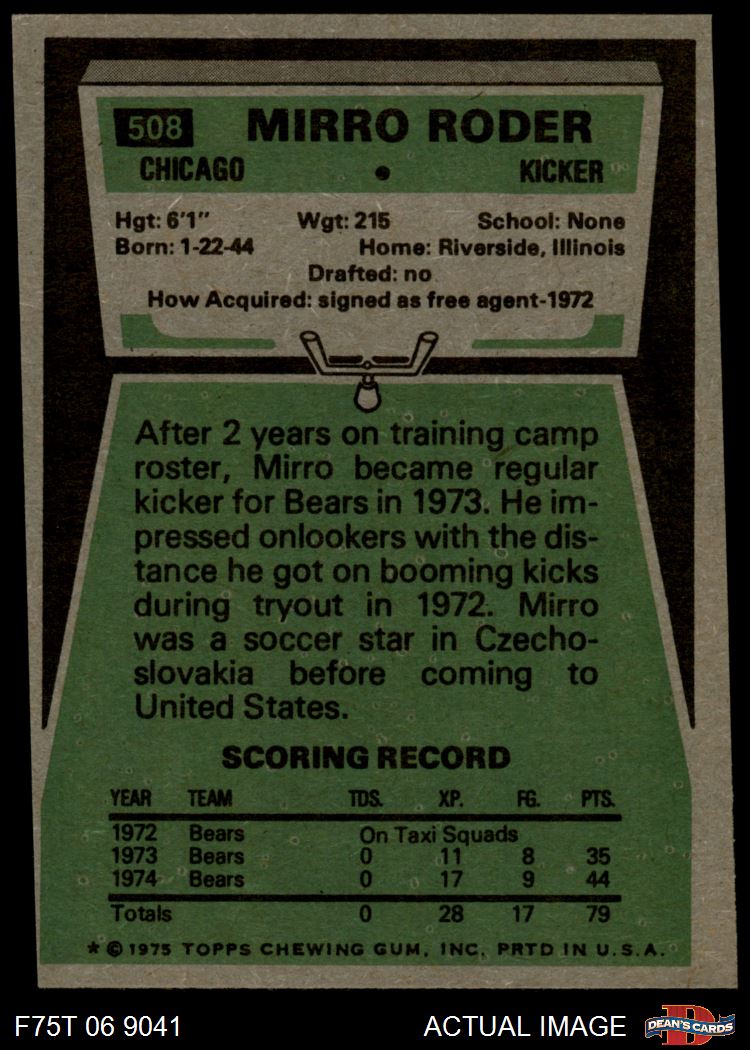 508 MIRRO RODER
CHICAGO • KICKER
Hgt: 6'1" Wgt: 215 School: None
Born: 1-22-44 Home: Riverside, Illinois
Drafted: no
How Acquired: signed as free agent-1972
After 2 years on training camp
roster, Mirro became regular
kicker for Bears in 1973. He im-
pressed onlookers with the dis-
tance he got on booming kicks
during tryout in 1972. Mirro
was a soccer star in Czecho-
slovakia before coming to
United States.
SCORING RECORD
YEAR TEAM TDS. XP. FG. PTS.
1972 Bears On Taxi Squads
1973 Bears 0 11 8 35
1974 Bears 0 17 9 44
Totals 0 28 17 79
* © 1975 TOPPS CHEWING GUM, INC. PRTD IN U.S.A.
F75T 06 9041 ACTUAL IMAGE D DEAN'S CARDS